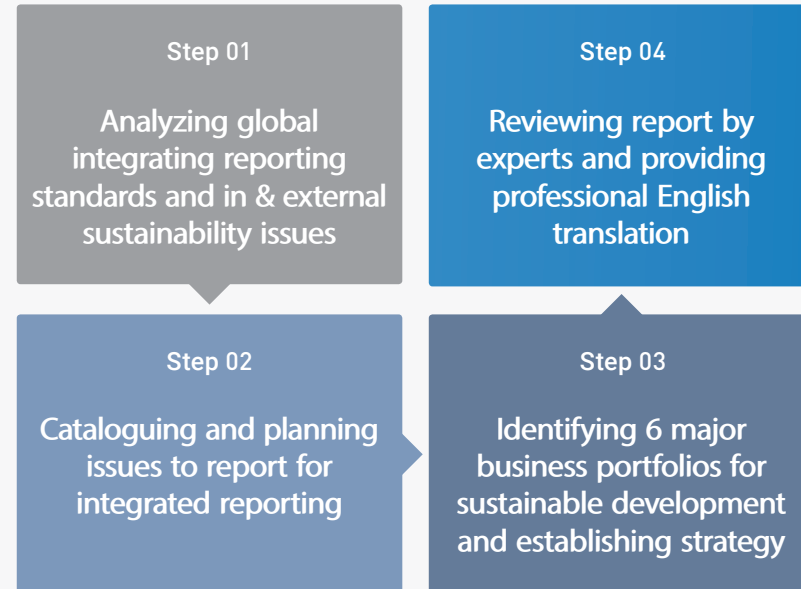 Step 01
Analyzing global
integrating reporting
standards and in & external
sustainability issues
Step 02
Cataloguing and planning
issues to report for
integrated reporting
Step 03
Identifying 6 major
business portfolios for
sustainable development
and establishing strategy
Step 04
Reviewing report by
experts and providing
professional English
translation